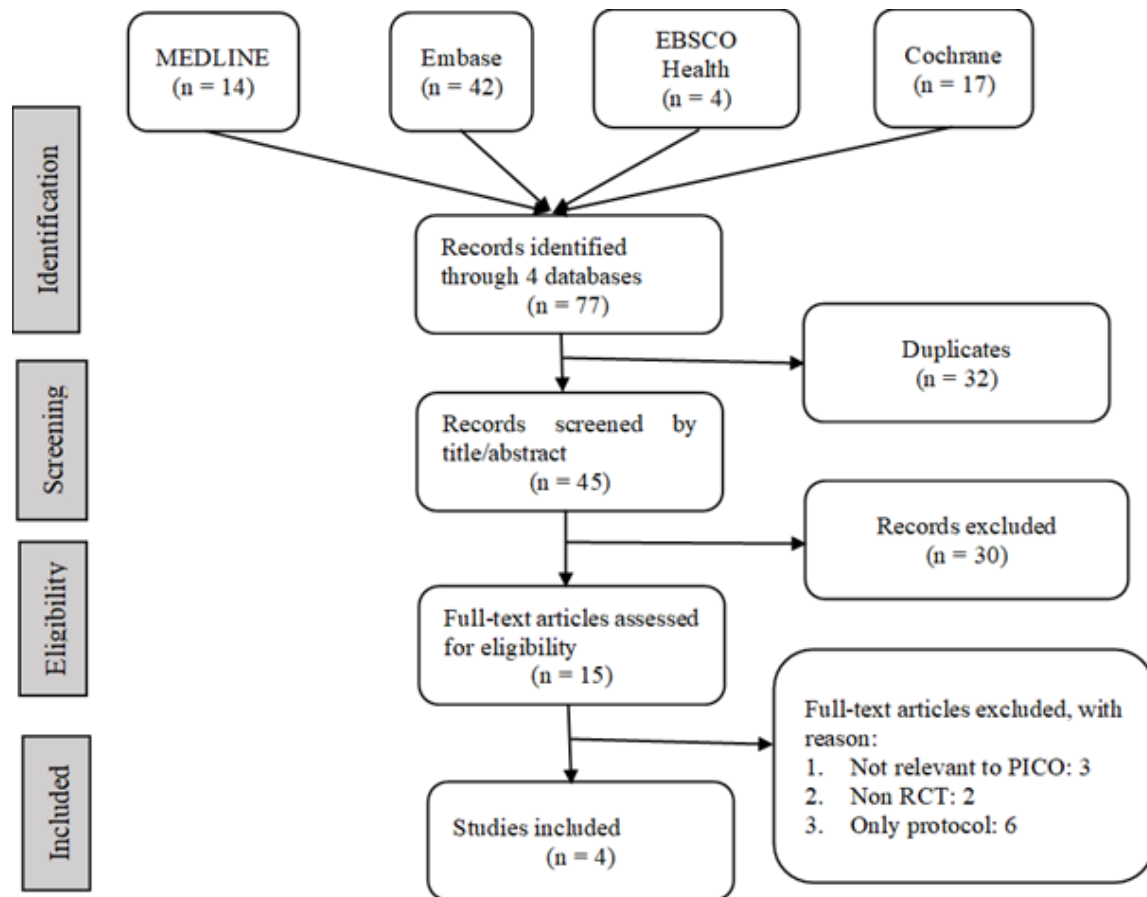 MEDLINE
(n = 14)
Embase
(n = 42)
EBSCO
Health
(n = 4)
Cochrane
(n = 17)
Identification
Records identified
through 4 databases
(n = 77)
Duplicates
(n = 32)
Screening
Records screened by
title/abstract
(n = 45)
Records excluded
(n = 30)
Eligibility
Full-text articles assessed
for eligibility
(n = 15)
Full-text articles excluded, with
reason:
1. Not relevant to PICO: 3
2. Non RCT: 2
3. Only protocol: 6
Included
Studies included
(n = 4)